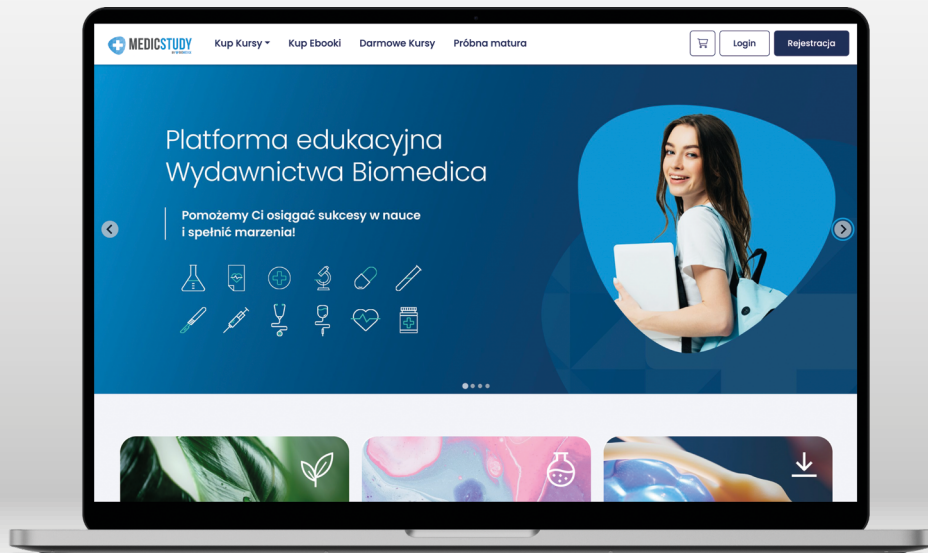 MEDICSTUDY
Kup Kursy
Kup Ebooki
Darmowe Kursy
Próbna matura
Login
Rejestracja
Platforma edukacyjna
Wydawnictwa Biomedica
Pomożemy Ci osiągać sukcesy w nauce
i spełnić marzenia!